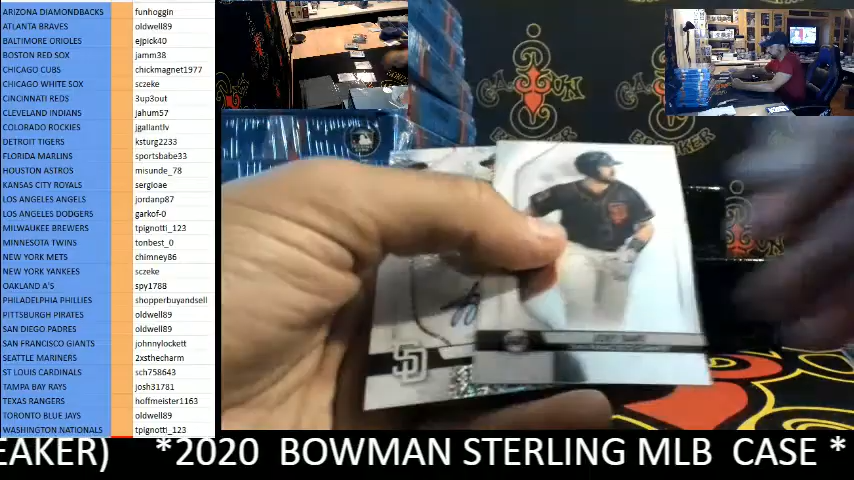 ARIZONA DIAMONDBACKS funhoggin
ATLANTA BRAVES oldwell89
BALTIMORE ORIOLES ejpick40
BOSTON RED SOX jamm38
CHICAGO CUBS chickmagnet1977
CHICAGO WHITE SOX sczeke
CINCINNATI REDS 3up3out
CLEVELAND INDIANS jahum57
COLORADO ROCKIES jgallantlv
DETROIT TIGERS ksturg2233
FLORIDA MARLINS sportsbabe33
HOUSTON ASTROS misunde_78
KANSAS CITY ROYALS sergioae
LOS ANGELES ANGELS jordanp87
LOS ANGELES DODGERS garkof-0
MILWAUKEE BREWERS tpignotti_123
MINNESOTA TWINS tonbest_0
NEW YORK METS chimney86
NEW YORK YANKEES sczeke
OAKLAND A'S spy1788
PHILADELPHIA PHILLIES shopperbuyandsell
PITTSBURGH PIRATES oldwell89
SAN DIEGO PADRES oldwell89
SAN FRANCISCO GIANTS johnnylockett
SEATTLE MARINERS 2xsthecharm
ST LOUIS CARDINALS sch758643
TAMPA BAY RAYS josh31781
TEXAS RANGERS hoffmeister1163
TORONTO BLUE JAYS oldwell89
WASHINGTON NATIONALS tpignotti_123
SD
EAKER) *2020 BOWMAN STERLING MLB CASE *